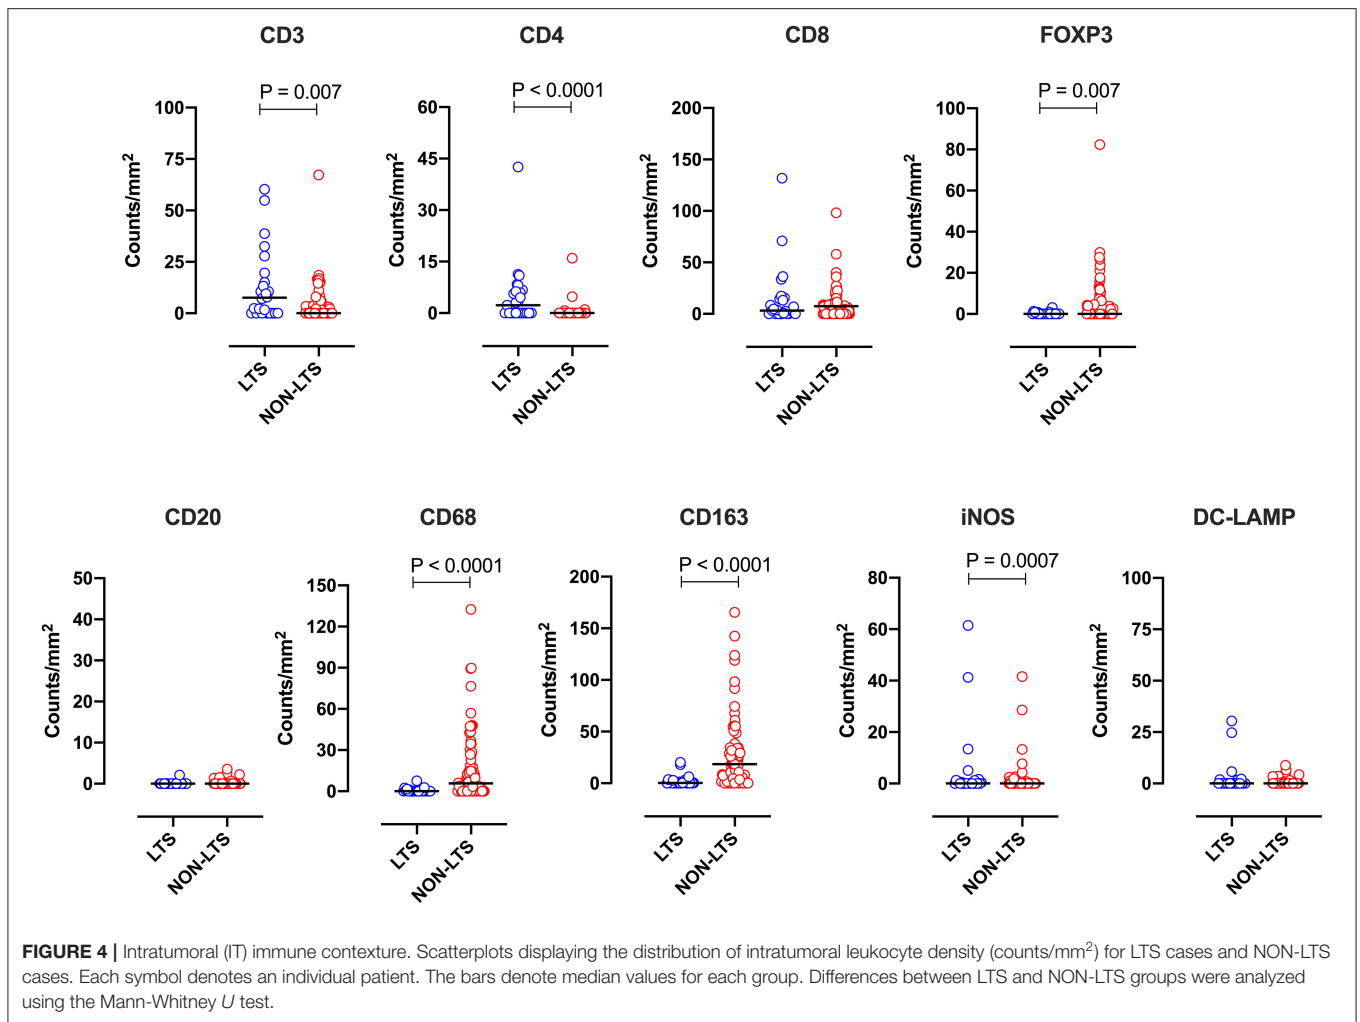 CD3 CD4 CD8 FOXP3
P = 0.007 P < 0.0001 P = 0.007
Counts/mm2 100 75 50 25 0 LTS NON-LTS
Counts/mm2 60 45 30 15 0 LTS NON-LTS
Counts/mm2 200 150 100 50 0 LTS NON-LTS
Counts/mm2 100 80 60 40 20 0 LTS NON-LTS
CD20 CD68 CD163 iNOS DC-LAMP
P < 0.0001 P < 0.0001 P = 0.0007
Counts/mm2 50 40 30 20 10 0 LTS NON-LTS
Counts/mm2 150 120 90 60 30 0 LTS NON-LTS
Counts/mm2 200 150 100 50 0 LTS NON-LTS
Counts/mm2 80 60 40 20 0 LTS NON-LTS
Counts/mm2 100 75 50 25 0 LTS NON-LTS
FIGURE 4 | Intratumoral (IT) immune contexture. Scatterplots displaying the distribution of intratumoral leukocyte density (counts/mm2) for LTS cases and NON-LTS
cases. Each symbol denotes an individual patient. The bars denote median values for each group. Differences between LTS and NON-LTS groups were analyzed
using the Mann-Whitney U test.